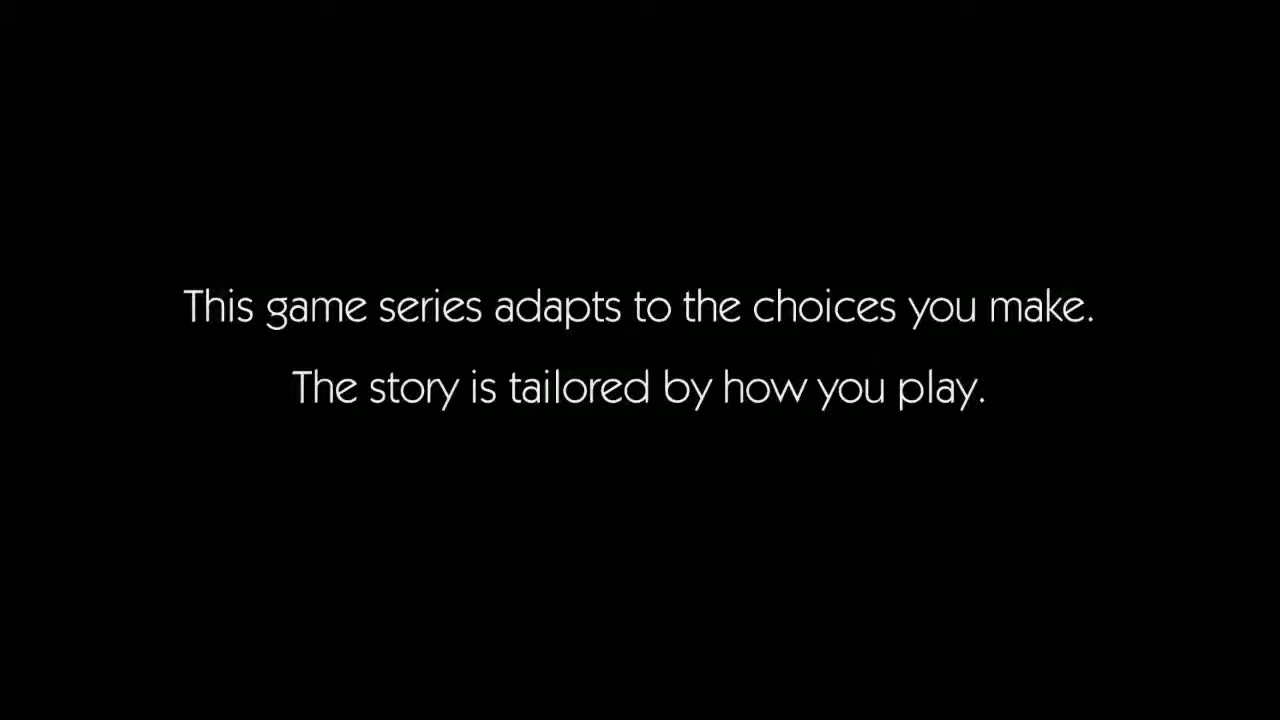 This game series adapts to the choices you make.
The story is tailored by how you play.